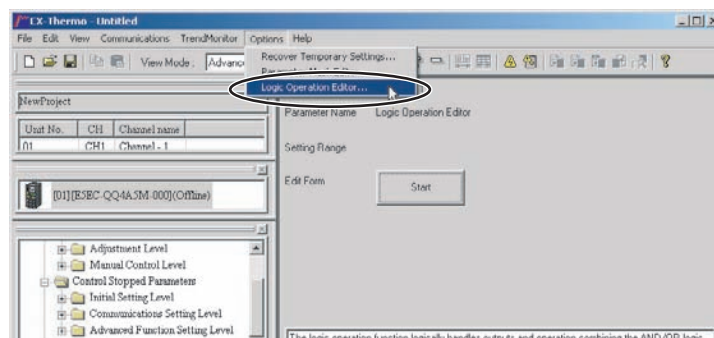 CX-Thermo - Untitled
File Edit View Communications TrendMonitor Options Help
View Mode : Advanc
Recover Temporary Settings...
Logic Operation Editor...
NewProject
Unit No. CH Channel name
01 CH1 Channel - 1
[01][E5EC-QQ4A5M-000](Offline)
Adjustment Level
Manual Control Level
Control Stopped Parameters
Initial Setting Level
Communications Setting Level
Advanced Function Setting Level
Parameter Name Logic Operation Editor
Setting Range
Edit Form Start
The logic operation function logically handles outputs and operation combining the AND/OR logic